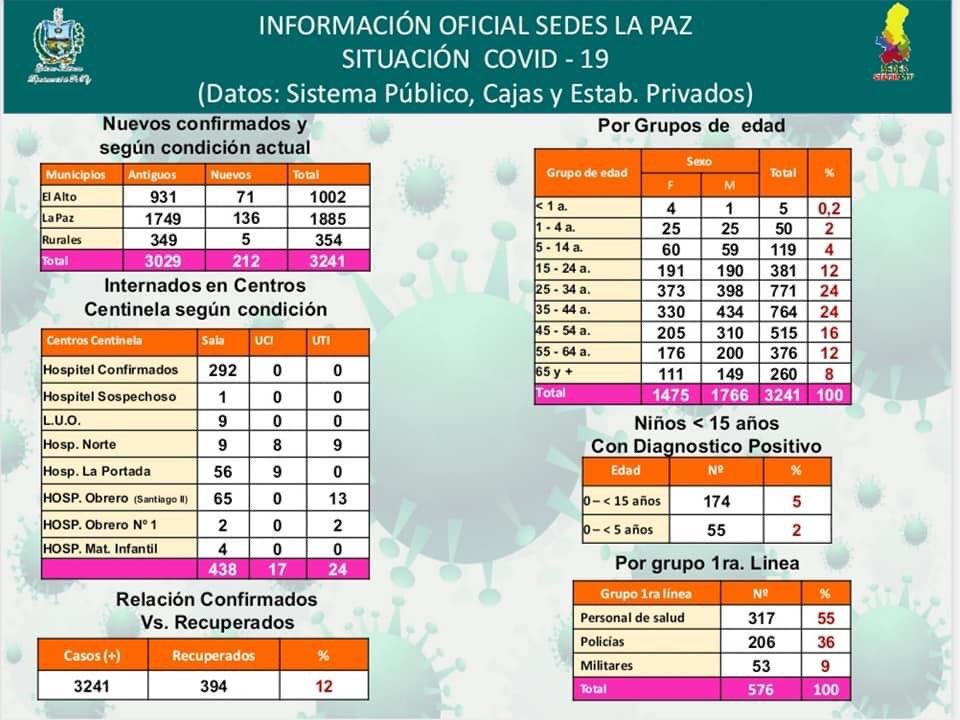 INFORMACIÓN OFICIAL SEDES LA PAZ
SITUACIÓN COVID - 19
(Datos: Sistema Público, Cajas y Estab. Privados)
SEDES
Nuevos confirmados y
según condición actual
Municipios Antiguos Nuevos Total
El Alto 931 71 1002
La Paz 1749 136 1885
Rurales 349 5 354
Total 3029 212 3241
Internados en Centros
Centinela según condición
Centros Centinela Sala UCI UTI
Hospitel Confirmados 292 0 0
Hospitel Sospechoso 1 0 0
L.U.O. 9 0 0
Hosp. Norte 9 8 9
Hosp. La Portada 56 9 0
HOSP. Obrero (Santiago II) 65 0 13
HOSP. Obrero Nº 1 2 0 2
HOSP. Mat. Infantil 4 0 0
438 17 24
Relación Confirmados
Vs. Recuperados
Casos (+) Recuperados %
3241 394 12
Por Grupos de edad
Grupo de edad Sexo Total %
F M
< 1 a. 4 1 5 0,2
1 - 4 a. 25 25 50 2
5 - 14 a. 60 59 119 4
15 - 24 a. 191 190 381 12
25 - 34 a. 373 398 771 24
35 - 44 a. 330 434 764 24
45 - 54 a. 205 310 515 16
55 - 64 a. 176 200 376 12
65 y + 111 149 260 8
Total 1475 1766 3241 100
Niños < 15 años
Con Diagnostico Positivo
Edad Nº %
0 – < 15 años 174 5
0 – < 5 años 55 2
Por grupo 1ra. Linea
Grupo 1ra línea Nº %
Personal de salud 317 55
Policías 206 36
Militares 53 9
Total 576 100